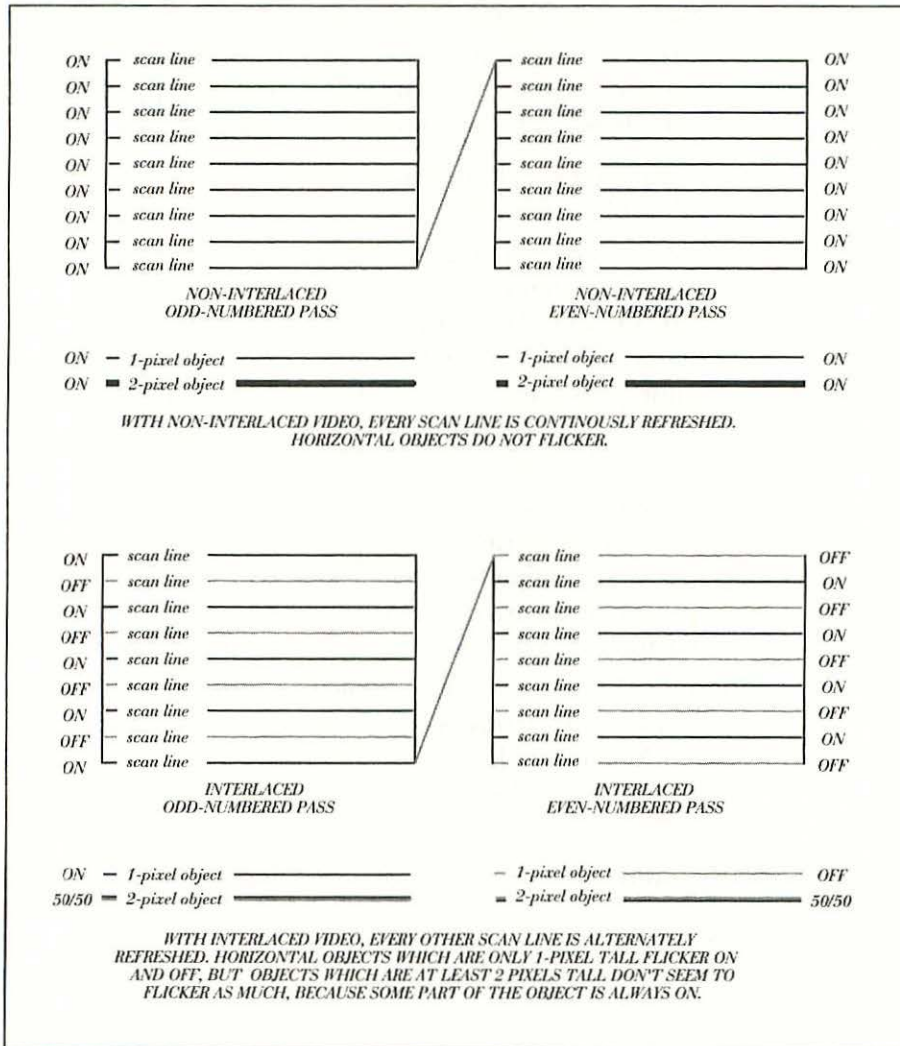 ON scan line scan line ON
ON scan line scan line ON
ON scan line scan line ON
ON scan line scan line ON
ON scan line scan line ON
ON scan line scan line ON
ON scan line scan line ON
ON scan line scan line ON
ON scan line scan line ON
NON-INTERLACED NON-INTERLACED
ODD-NUMBERED PASS EVEN-NUMBERED PASS
ON 1-pixel object 1-pixel object ON
ON 2-pixel object 2-pixel object ON
WITH NON-INTERLACED VIDEO, EVERY SCAN LINE IS CONTINOUSLY REFRESHED.
HORIZONTAL OBJECTS DO NOT FLICKER.
ON scan line scan line OFF
OFF scan line scan line ON
ON scan line scan line OFF
OFF scan line scan line ON
ON scan line scan line OFF
OFF scan line scan line ON
ON scan line scan line OFF
OFF scan line scan line ON
ON scan line scan line OFF
INTERLACED INTERLACED
ODD-NUMBERED PASS EVEN-NUMBERED PASS
ON 1-pixel object 1-pixel object OFF
50/50 2-pixel object 2-pixel object 50/50
WITH INTERLACED VIDEO, EVERY OTHER SCAN LINE IS ALTERNATELY
REFRESHED. HORIZONTAL OBJECTS WHICH ARE ONLY 1-PIXEL TALL FLICKER ON
AND OFF, BUT OBJECTS WHICH ARE AT LEAST 2 PIXELS TALL DON'T SEEM TO
FLICKER AS MUCH, BECAUSE SOME PART OF THE OBJECT IS ALWAYS ON.